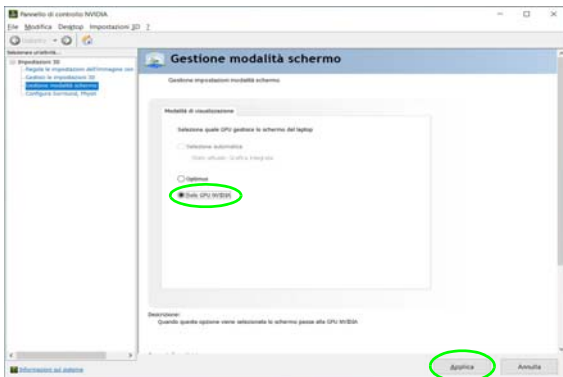 Pannello di controllo NVIDIA
File Modifica Desktop Impostazioni 3D ?
Selezionare un'attività...
Impostazioni 3D
Regola le impostazioni dell'immagine con
Gestisci le impostazioni 3D
Gestione modalità schermo
Configura Surround, PhysX
Gestione modalità schermo
Gestione impostazioni modalità schermo.
Modalità di visualizzazione
Seleziona quale GPU gestisce lo schermo del laptop
Selezione automatica
Stato attuale: Grafica integrata
Optimus
Solo GPU NVIDIA
Descrizione:
Quando questa opzione viene selezionata lo schermo passa alla GPU NVIDIA
Informazioni sul sistema
Applica
Annulla